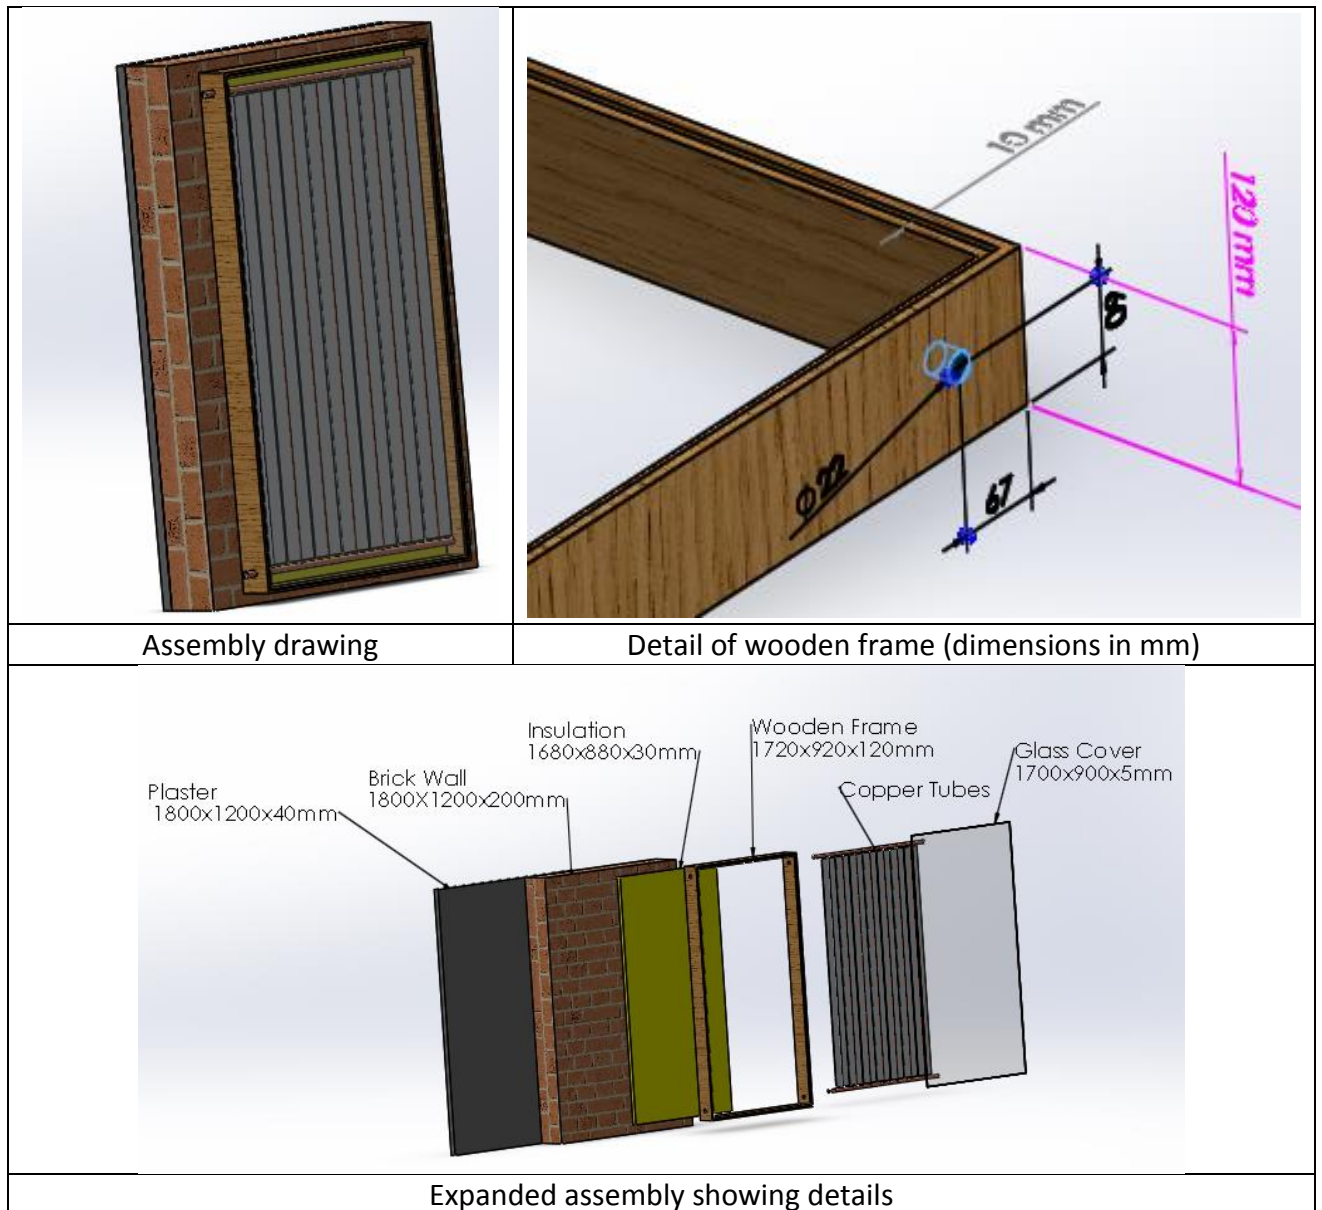 10 mm
120 mm
8
Φ 22
67
Assembly drawing
Detail of wooden frame (dimensions in mm)
Insulation
1680x880x30mm
Wooden Frame
1720x920x120mm
Glass Cover
1700x900x5mm
Brick Wall
1800X1200x200mm
Plaster
1800x1200x40mm
Copper Tubes
Expanded assembly showing details